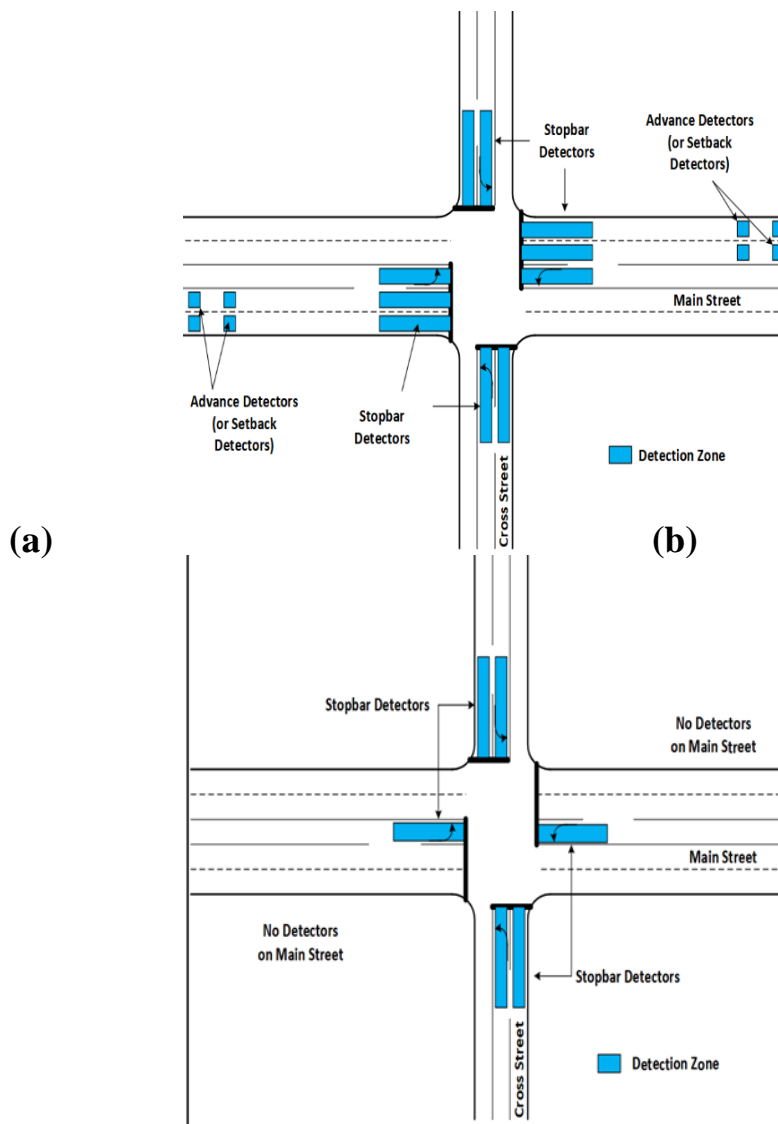 Stopbar
Detectors
Advance Detectors
(or Setback
Detectors)
Main Street
Advance Detectors
(or Setback
Detectors)
Stopbar
Detectors
Detection Zone
Cross Street
(a)
(b)
Stopbar Detectors
No Detectors
on Main Street
Main Street
No Detectors
on Main Street
Stopbar Detectors
Detection Zone
Cross Street